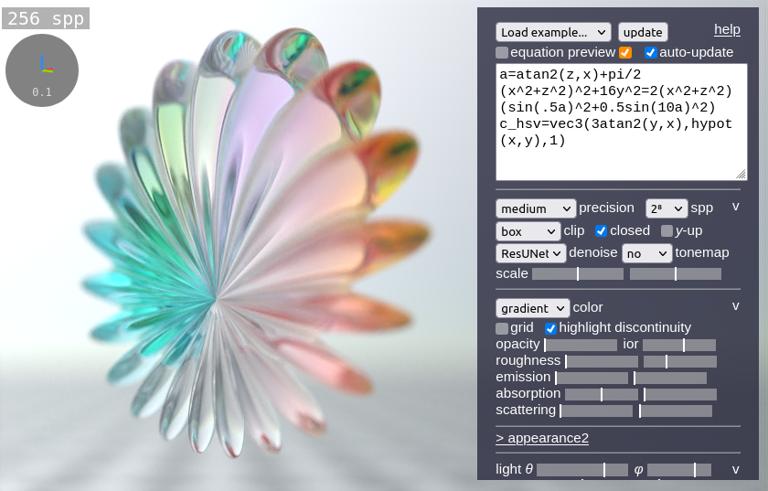 256 spp
0.1
Load example... update help
equation preview auto-update
a=atan2(z,x)+pi/2
(x^2+z^2)^2+16y^2=2(x^2+z^2)
(sin(.5a)^2+0.5sin(10a)^2)
c_hsv=vec3(3atan2(y,x),hypot
(x,y),1)
medium precision 2⁸ spp v
box clip closed y-up
ResUNet denoise no tonemap
scale
gradient color v
grid highlight discontinuity
opacity ior
roughness
emission
absorption
scattering
> appearance2
light θ φ v